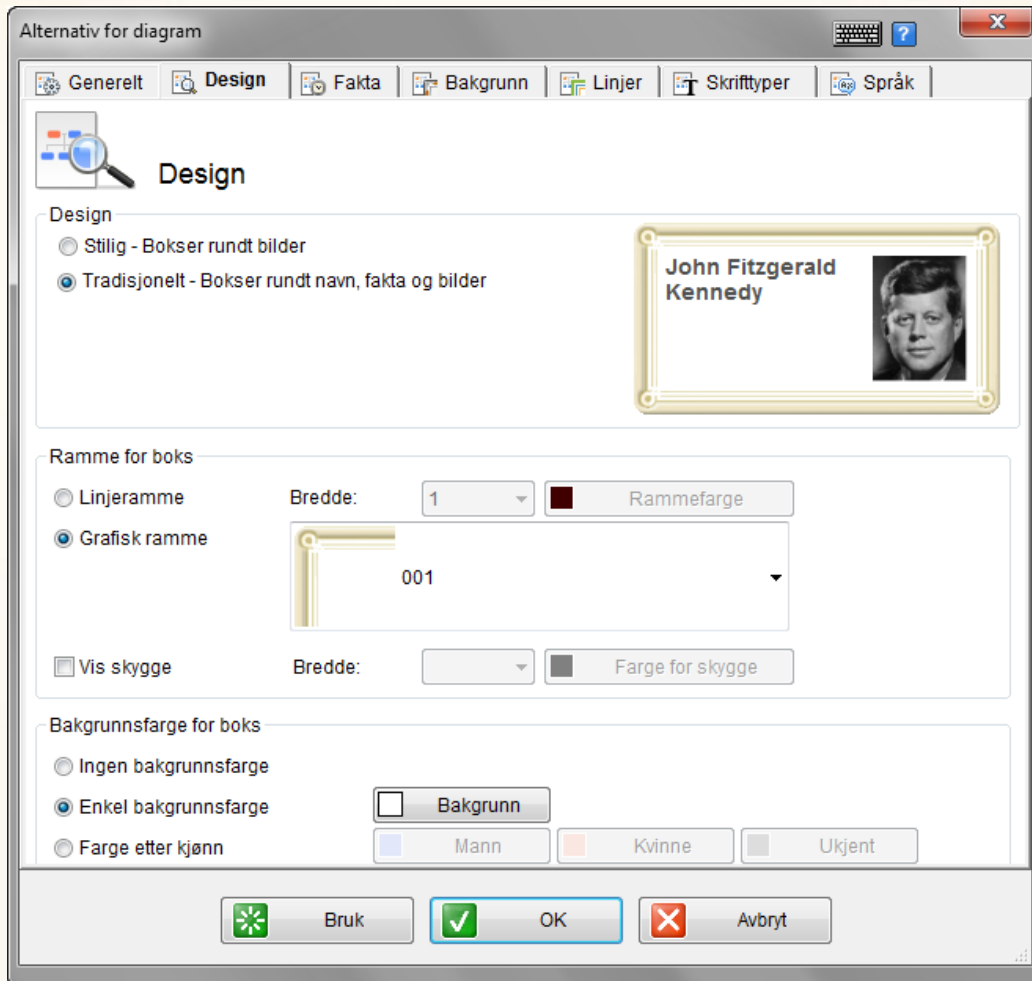 Alternativ for diagram
?
X
Generelt
Design
Fakta
Bakgrunn
Linjer
Skrifttyper
Språk
Design
Design
Stilig - Bokser rundt bilder
Tradisjonelt - Bokser rundt navn, fakta og bilder
John Fitzgerald
Kennedy
Ramme for boks
Linjeramme
Bredde:
1
Rammefarge
Grafisk ramme
001
Vis skygge
Bredde:
Farge for skygge
Bakgrunnsfarge for boks
Ingen bakgrunnsfarge
Enkel bakgrunnsfarge
Bakgrunn
Farge etter kjønn
Mann
Kvinne
Ukjent
Bruk
OK
Avbryt